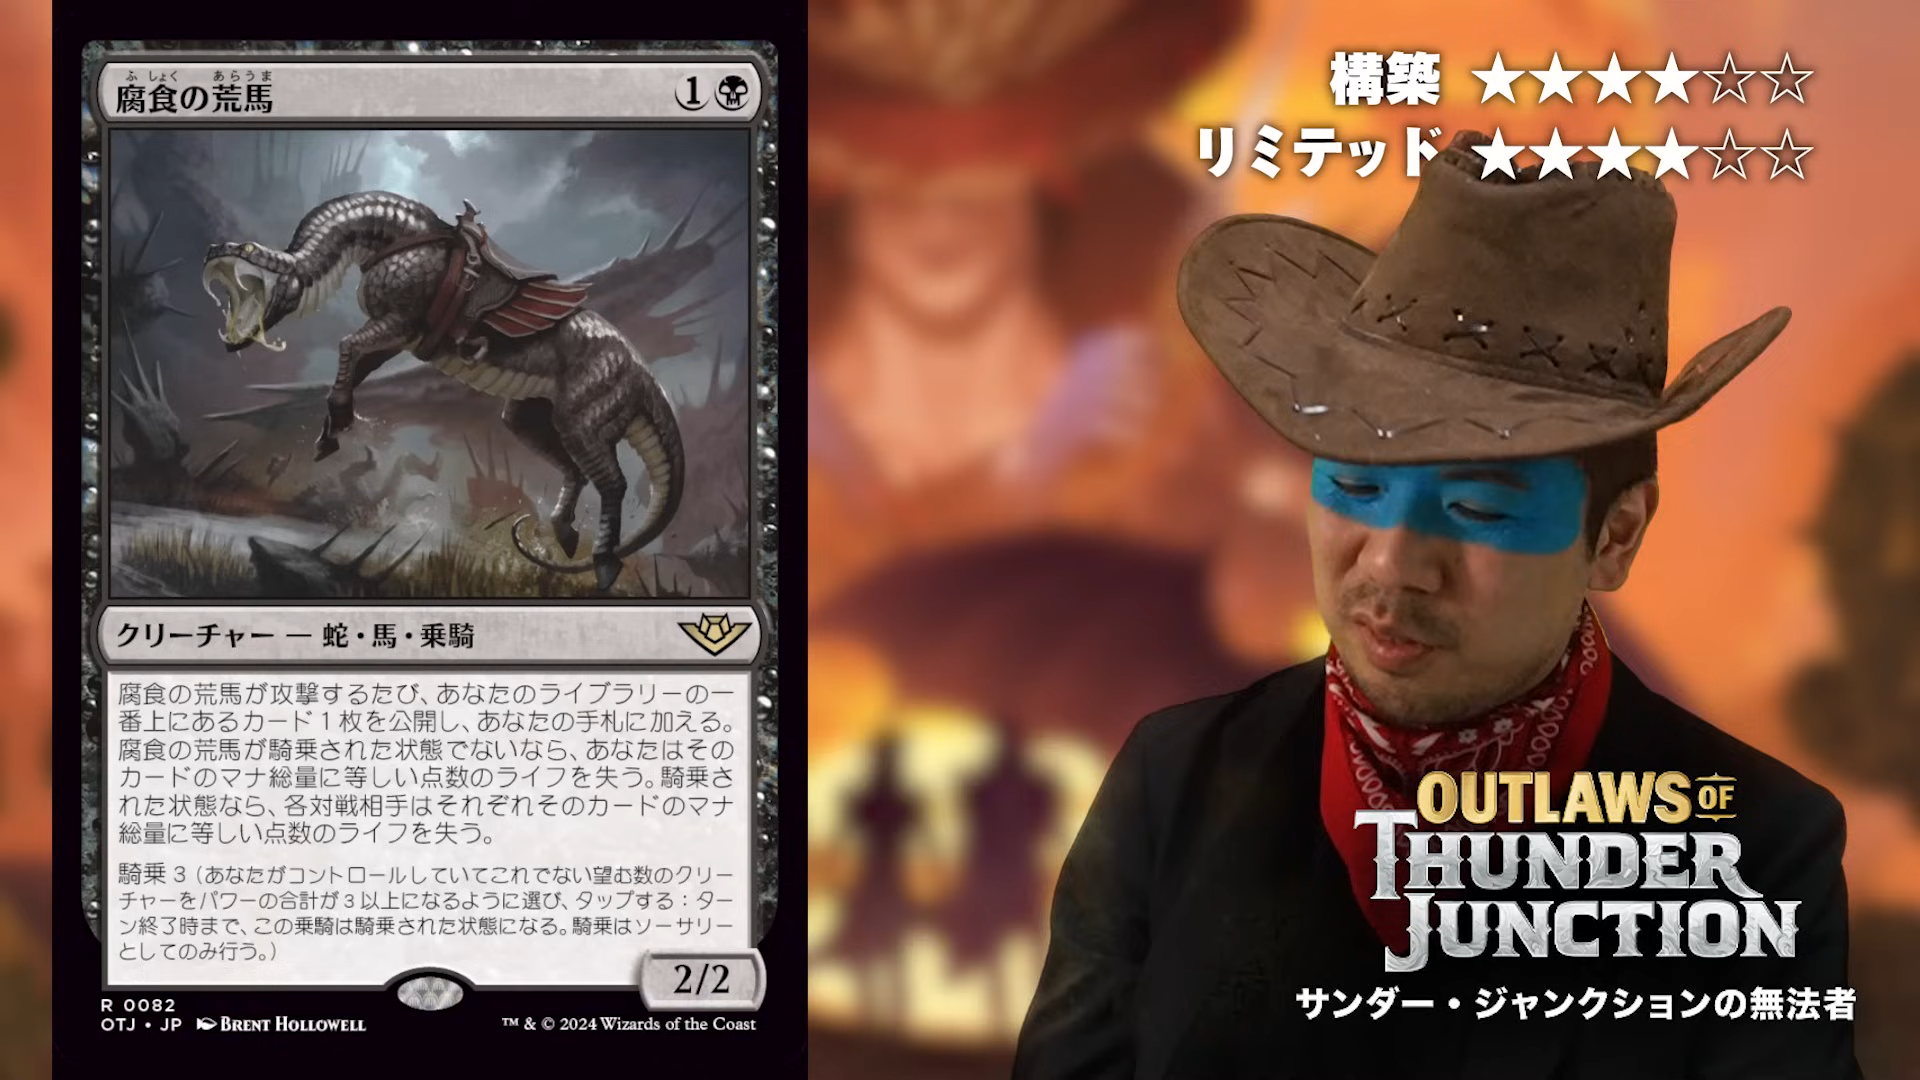 ふしょく あらうま
腐食の荒馬
1
クリーチャー — 蛇・馬・乗騎
腐食の荒馬が攻撃するたび、あなたのライブラリーの一
番上にあるカード1枚を公開し、あなたの手札に加える。
腐食の荒馬が騎乗された状態でないなら、あなたはその
カードのマナ総量に等しい点数のライフを失う。騎乗さ
れた状態なら、各対戦相手はそれぞれそのカードのマナ
総量に等しい点数のライフを失う。
騎乗3(あなたがコントロールしていてこれでない望む数のクリー
チャーをパワーの合計が3以上になるように選び、タップする:ター
ン終了時まで、この乗騎は騎乗された状態になる。騎乗はソーサリー
としてのみ行う。)
2/2
R 0082
OTJ • JP BRENT HOLLOWELL
™ & © 2024 Wizards of the Coast
構築 ★★★★☆☆
リミテッド ★★★★☆☆
OUTLAWS OF
THUNDER
JUNCTION
サンダー・ジャンクションの無法者